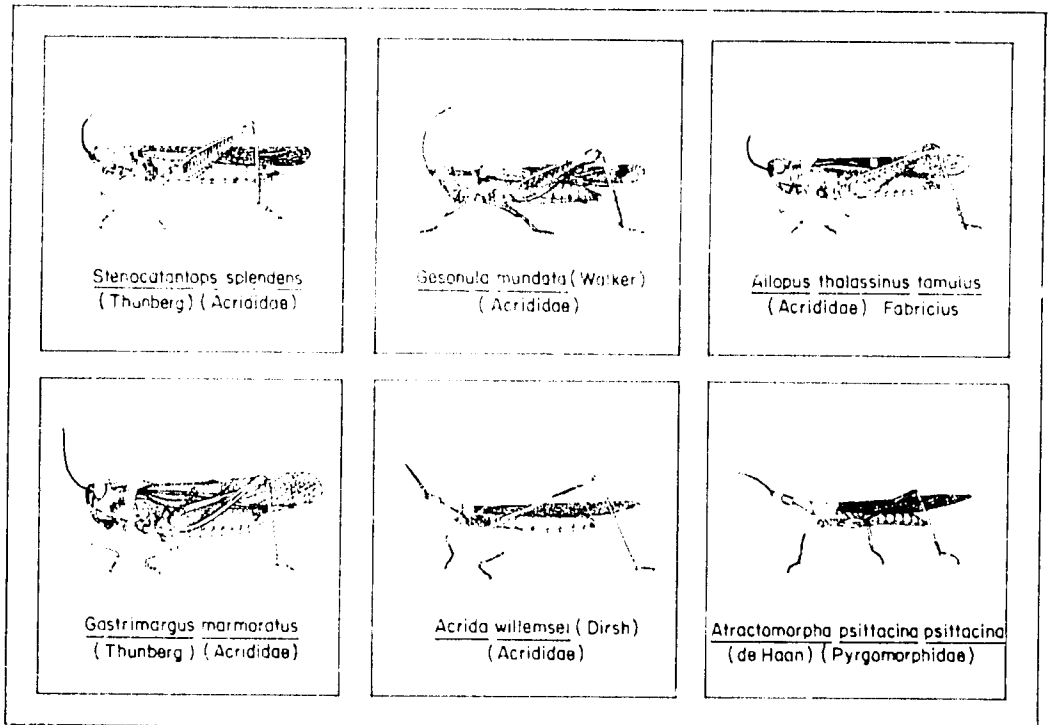 Stenocatantops splendens
(Thunberg) (Acrididae)
Gesonula mundata (Walker)
(Acrididae)
Ailopus thalassinus tamulus
(Acrididae) Fabricius
Gastrimargus marmoratus
(Thunberg) (Acrididae)
Acrida willemsei (Dirsh)
(Acrididae)
Atractomorpha psittacina psittacina
(de Haan) (Pyrgomorphidae)